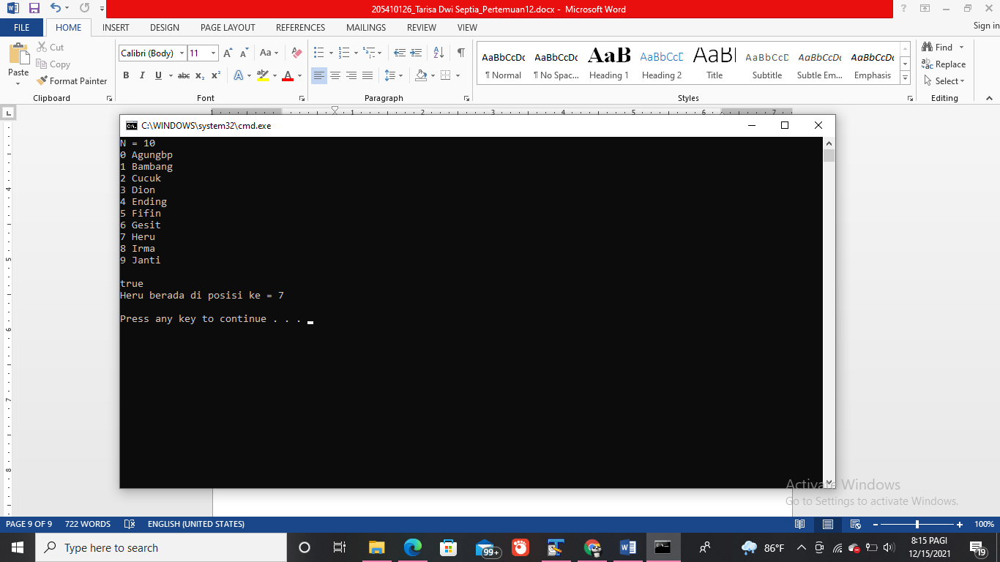 205410126_Tarisa Dwi Septia_Pertemuan12.docx - Microsoft Word
Sign in
FILE HOME INSERT DESIGN PAGE LAYOUT REFERENCES MAILINGS REVIEW VIEW
Paste
Cut
Copy
Format Painter
Clipboard
Calibri (Body) 11
Font
Paragraph
AaBbCcDc AaBbCcDc AaB AaBbCcD AaB AaBbCcD AaBbCcDc AaBbCcDc
¶ Normal ¶ No Spac... Heading 1 Heading 2 Title Subtitle Subtle Em... Emphasis
Styles
Find
Replace
Select
Editing
C:\WINDOWS\system32\cmd.exe
N = 10
0 Agungbp
1 Bambang
2 Cucuk
3 Dion
4 Ending
5 Fifin
6 Gesit
7 Heru
8 Irma
9 Janti
true
Heru berada di posisi ke = 7
Press any key to continue . . .
Activate Windows
Go to Settings to activate Windows.
PAGE 9 OF 9 722 WORDS ENGLISH (UNITED STATES) 100%
Type here to search
99+
86°F
8:15 PAGI
12/15/2021
19